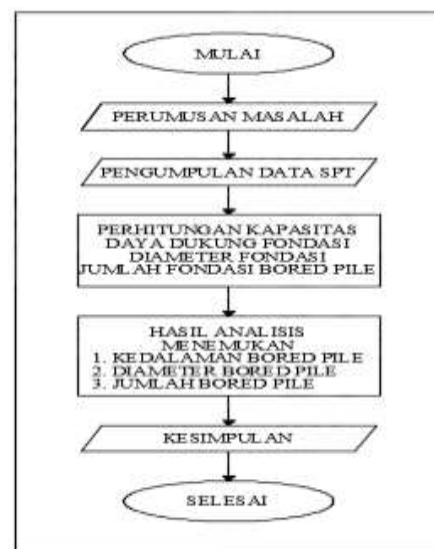 MULAI
PERUMUSAN MASALAH
PENGUMPULAN DATA SPT
PERHITUNGAN KAPASITAS
DAYA DUKUNG FONDASI
DIAMETER FONDASI
JUMLAH FONDASI BORED PILE
HASIL ANALISIS
MENEMUKAN
1. KEDALAMAN BORED PILE
2. DIAMETER BORED PILE
3. JUMLAH BORED PILE
KESIMPULAN
SELESAI